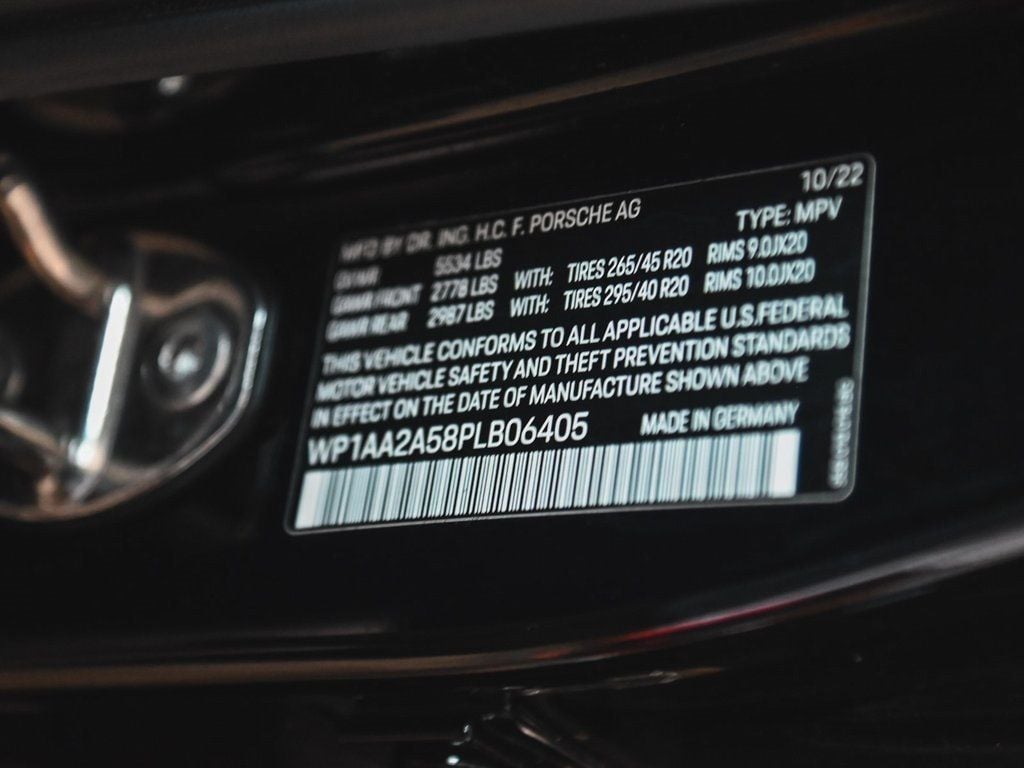 10/22
MFD BY DR. ING. H.C. F. PORSCHE AG
TYPE: MPV
GVWR 5534 LBS
GAWR FRONT 2778 LBS WITH: TIRES 265/45 R20 RIMS 9.0JX20
GAWR REAR 2987 LBS WITH: TIRES 295/40 R20 RIMS 10.0JX20
THIS VEHICLE CONFORMS TO ALL APPLICABLE U.S.FEDERAL
MOTOR VEHICLE SAFETY AND THEFT PREVENTION STANDARDS
IN EFFECT ON THE DATE OF MANUFACTURE SHOWN ABOVE
WP1AA2A58PLB06405 MADE IN GERMANY